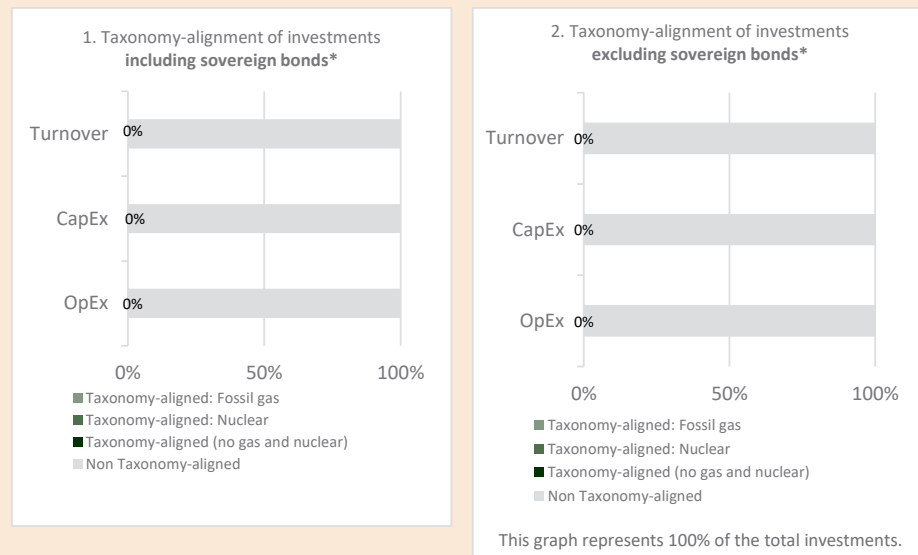 1. Taxonomy-alignment of investments
including sovereign bonds*
Turnover 0%
CapEx 0%
OpEx 0%
0% 50% 100%
Taxonomy-aligned: Fossil gas
Taxonomy-aligned: Nuclear
Taxonomy-aligned (no gas and nuclear)
Non Taxonomy-aligned
2. Taxonomy-alignment of investments
excluding sovereign bonds*
Turnover 0%
CapEx 0%
OpEx 0%
0% 50% 100%
Taxonomy-aligned: Fossil gas
Taxonomy-aligned: Nuclear
Taxonomy-aligned (no gas and nuclear)
Non Taxonomy-aligned
This graph represents 100% of the total investments.